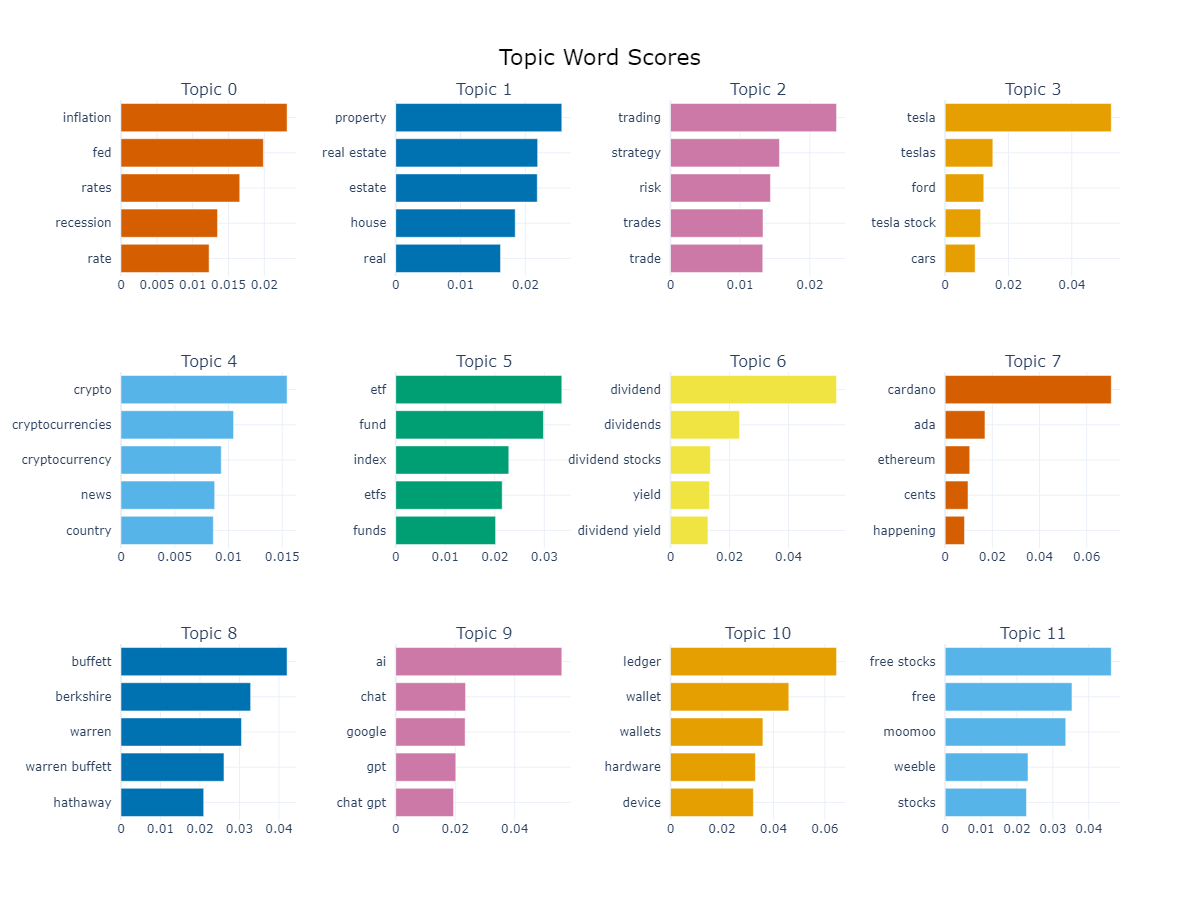 Topic Word Scores
Topic 0
inflation
fed
rates
recession
rate
0 0.005 0.01 0.015 0.02
Topic 1
property
real estate
estate
house
real
0 0.01 0.02
Topic 2
trading
strategy
risk
trades
trade
0 0.01 0.02
Topic 3
tesla
teslas
ford
tesla stock
cars
0 0.02 0.04
Topic 4
crypto
cryptocurrencies
cryptocurrency
news
country
0 0.005 0.01 0.015
Topic 5
etf
fund
index
etfs
funds
0 0.01 0.02 0.03
Topic 6
dividend
dividends
dividend stocks
yield
dividend yield
0 0.02 0.04
Topic 7
cardano
ada
ethereum
cents
happening
0 0.02 0.04 0.06
Topic 8
buffett
berkshire
warren
warren buffett
hathaway
0 0.01 0.02 0.03 0.04
Topic 9
ai
chat
google
gpt
chat gpt
0 0.02 0.04
Topic 10
ledger
wallet
wallets
hardware
device
0 0.02 0.04 0.06
Topic 11
free stocks
free
moomoo
weeble
stocks
0 0.01 0.02 0.03 0.04